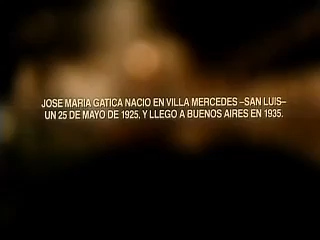 JOSE MARIA GATICA NACIO EN VILLA MERCEDES –SAN LUIS–
UN 25 DE MAYO DE 1925, Y LLEGO A BUENOS AIRES EN 1935.